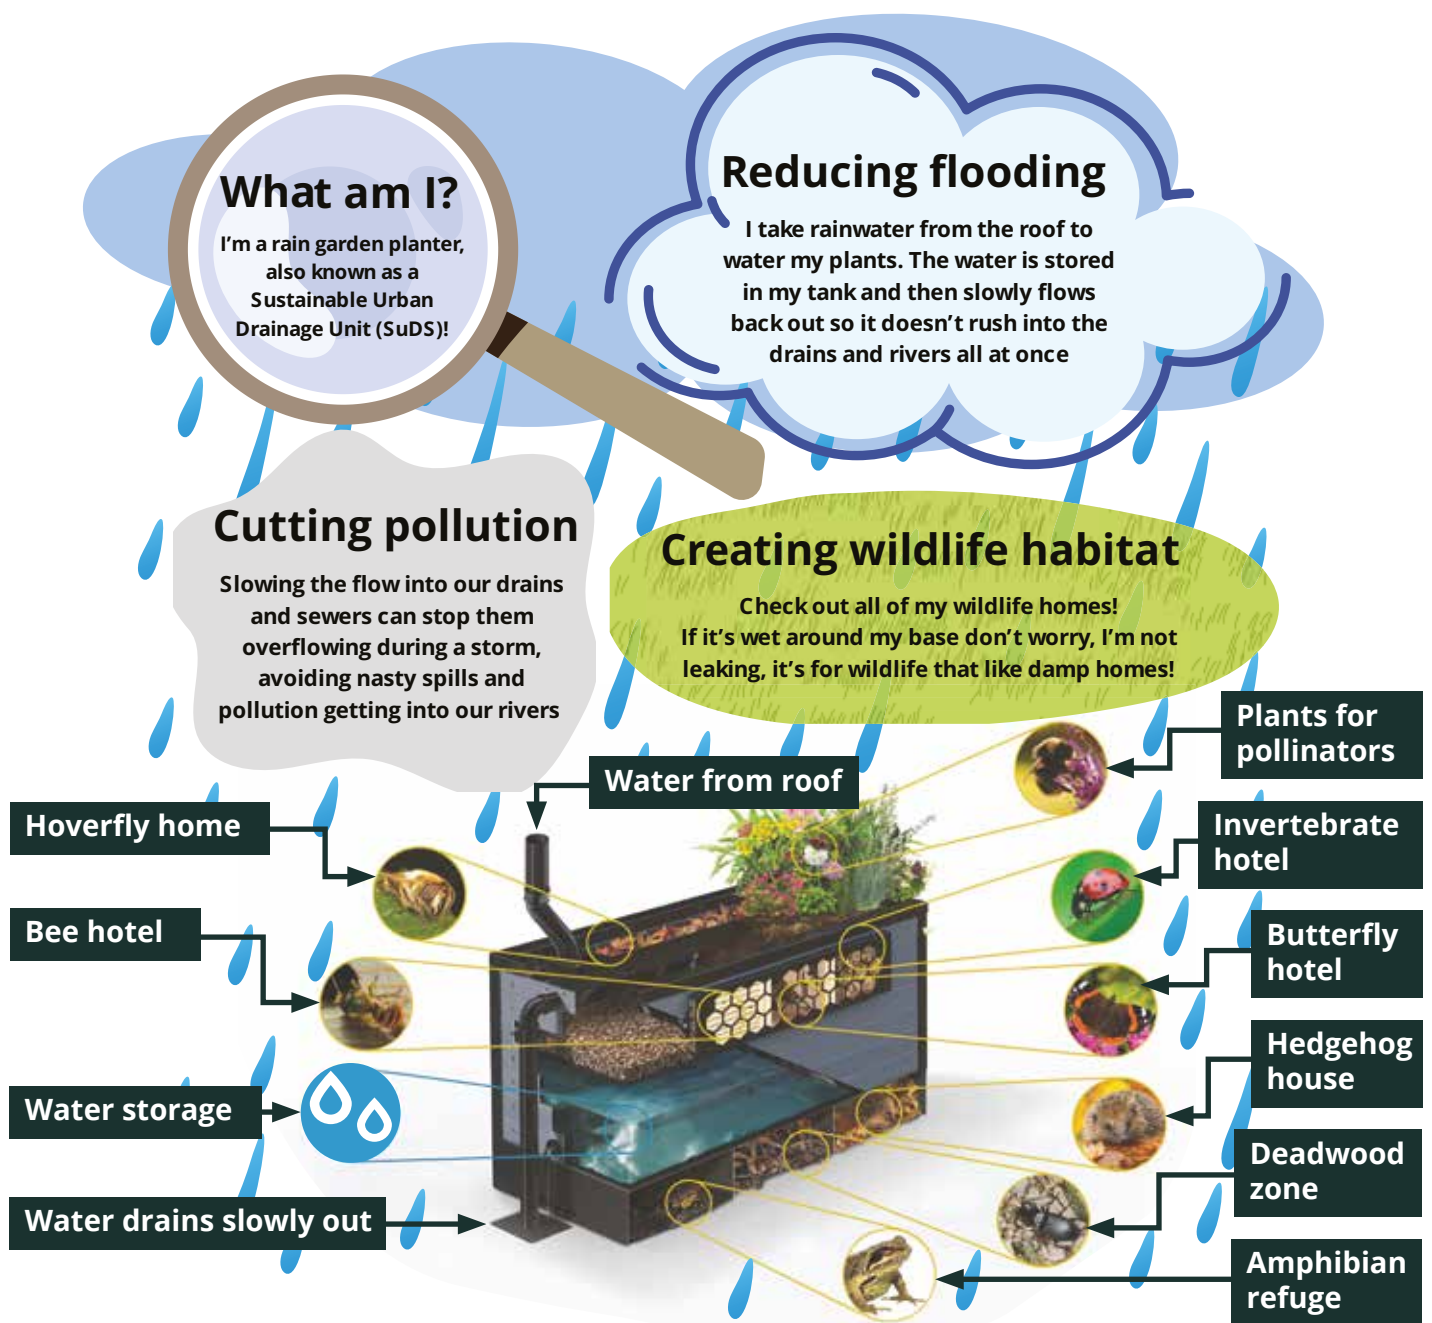 What am I?
I'm a rain garden planter,
also known as a
Sustainable Urban
Drainage Unit (SuDS)!
Reducing flooding
I take rainwater from the roof to
water my plants. The water is stored
in my tank and then slowly flows
back out so it doesn't rush into the
drains and rivers all at once
Cutting pollution
Slowing the flow into our drains
and sewers can stop them
overflowing during a storm,
avoiding nasty spills and
pollution getting into our rivers
Creating wildlife habitat
Check out all of my wildlife homes!
If it's wet around my base don't worry, I'm not
leaking, it's for wildlife that like damp homes!
Water from roof
Hoverfly home
Bee hotel
Water storage
Water drains slowly out
Plants for
pollinators
Invertebrate
hotel
Butterfly
hotel
Hedgehog
house
Deadwood
zone
Amphibian
refuge